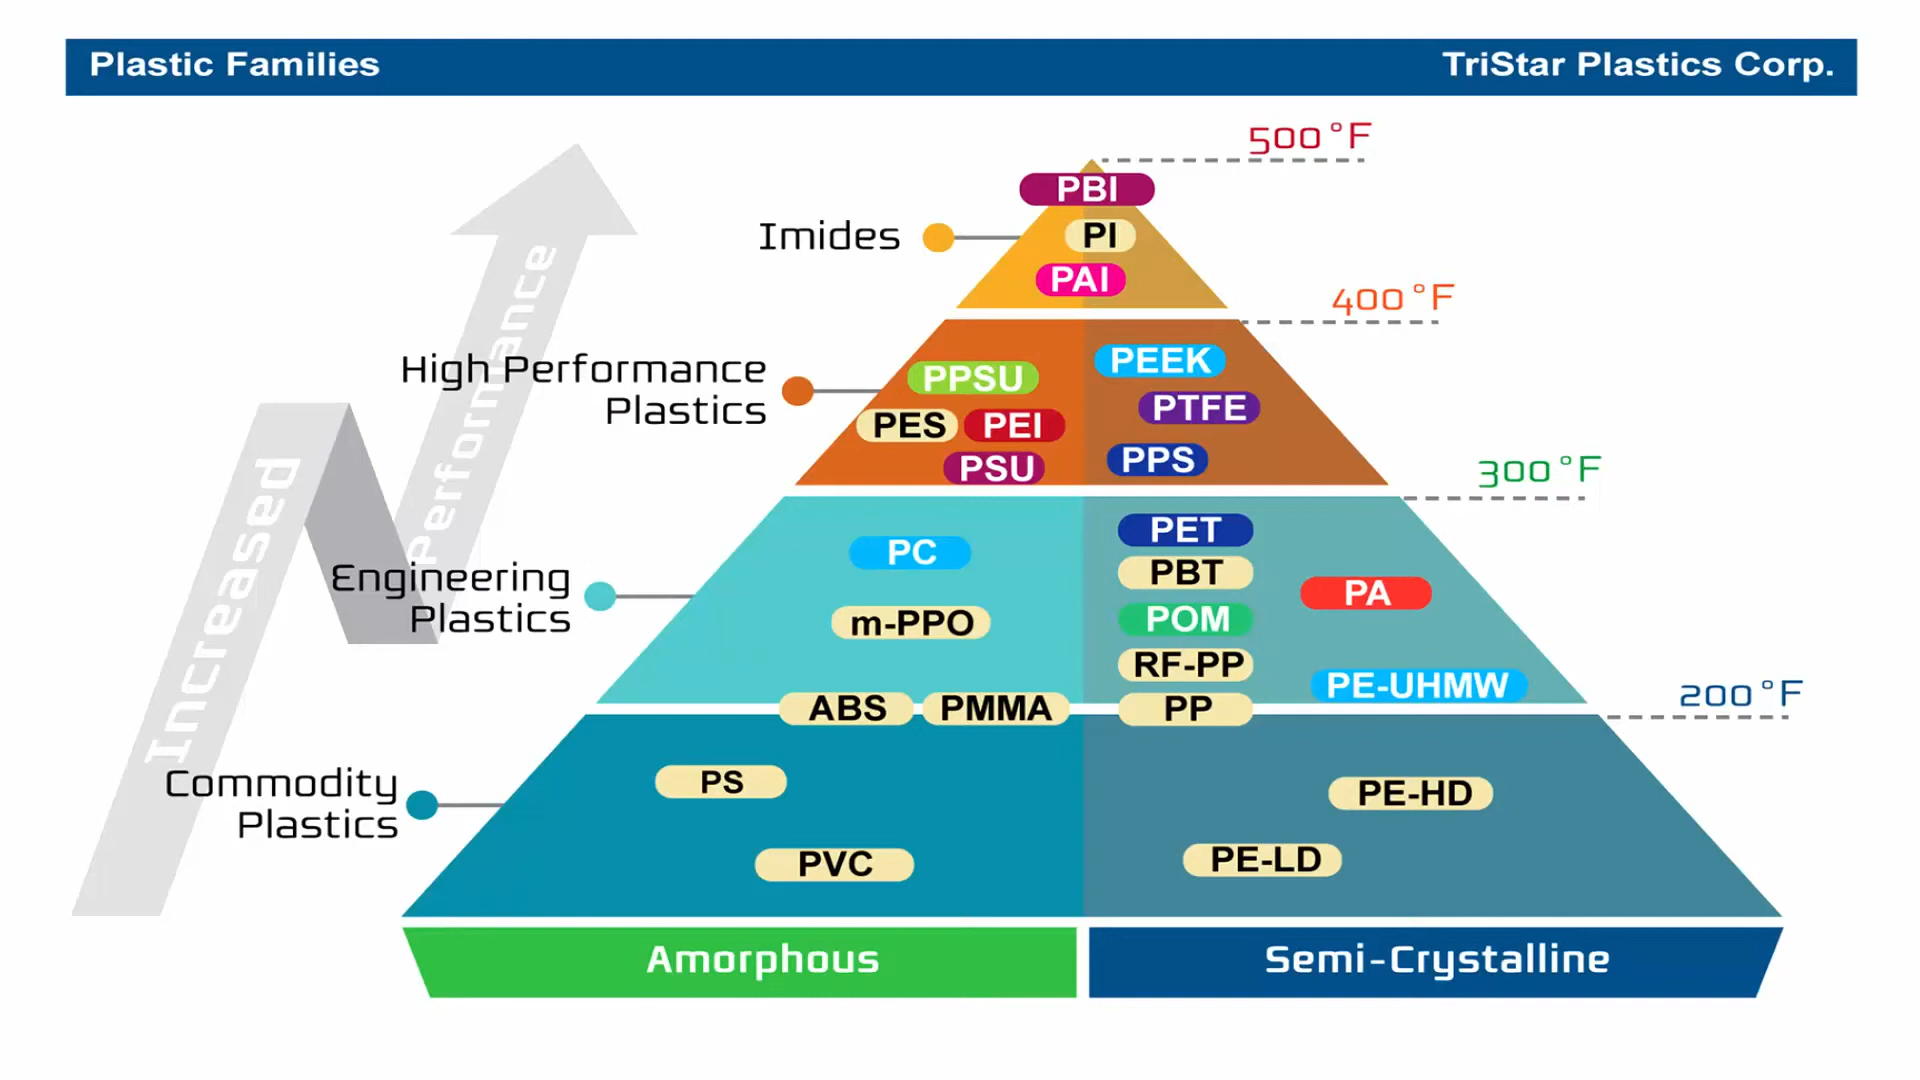 Plastic Families
TriStar Plastics Corp.
500°F
PBI
Imides
PI
PAI
400°F
High Performance
Plastics
PPSU
PEEK
PTFE
PES
PEI
PSU
PPS
300°F
Engineering
Plastics
PC
PET
PBT
PA
m-PPO
POM
RF-PP
PE-UHMW
200°F
ABS
PMMA
PP
Commodity
Plastics
PS
PE-HD
PVC
PE-LD
Increased
Performance
Amorphous
Semi-Crystalline